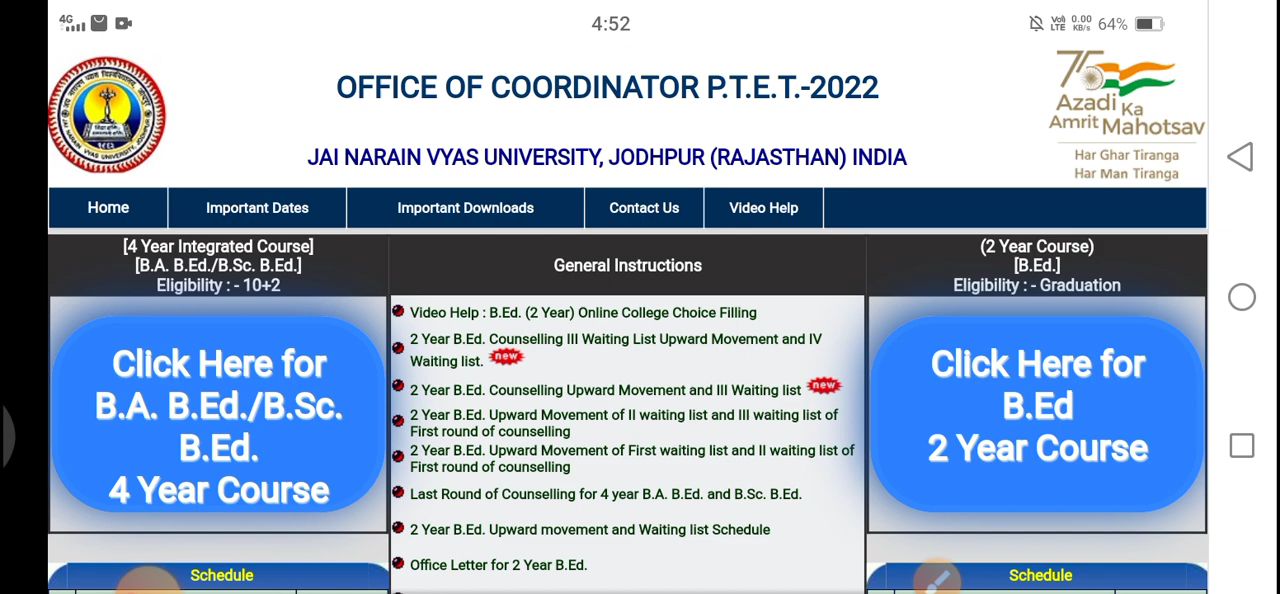 4G
4:52
Vo) LTE
0.00 KB/s
64%
OFFICE OF COORDINATOR P.T.E.T.-2022
JAI NARAIN VYAS UNIVERSITY, JODHPUR (RAJASTHAN) INDIA
75
Azadi Ka
Amrit Mahotsav
Har Ghar Tiranga
Har Man Tiranga
Home
Important Dates
Important Downloads
Contact Us
Video Help
[4 Year Integrated Course]
[B.A. B.Ed./B.Sc. B.Ed.]
Eligibility : - 10+2
Click Here for
B.A. B.Ed./B.Sc.
B.Ed.
4 Year Course
Schedule
General Instructions
Video Help : B.Ed. (2 Year) Online College Choice Filling
2 Year B.Ed. Counselling III Waiting List Upward Movement and IV
Waiting list. new
2 Year B.Ed. Counselling Upward Movement and III Waiting list new
2 Year B.Ed. Upward Movement of II waiting list and III waiting list of
First round of counselling
2 Year B.Ed. Upward Movement of First waiting list and II waiting list of
First round of counselling
Last Round of Counselling for 4 year B.A. B.Ed. and B.Sc. B.Ed.
2 Year B.Ed. Upward movement and Waiting list Schedule
Office Letter for 2 Year B.Ed.
(2 Year Course)
[B.Ed.]
Eligibility : - Graduation
Click Here for
B.Ed
2 Year Course
Schedule